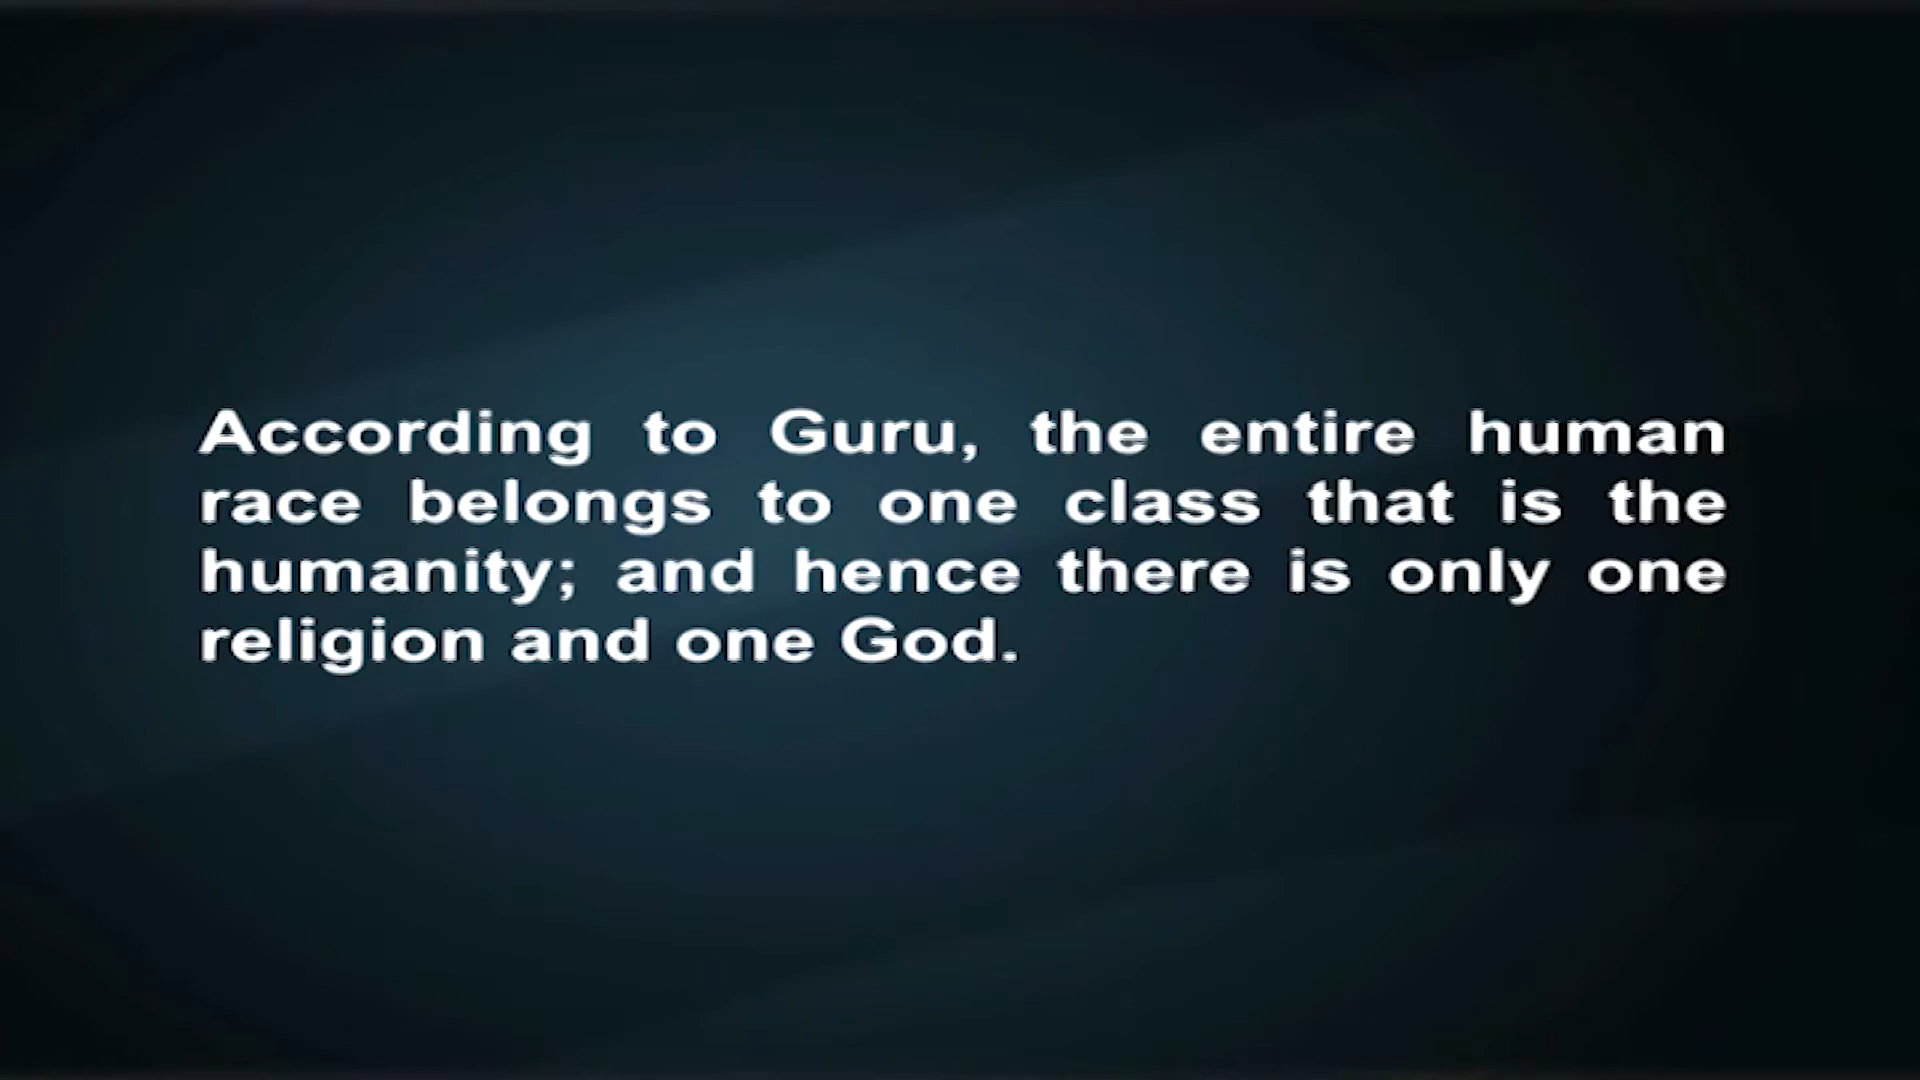 According to Guru, the entire human
race belongs to one class that is the
humanity; and hence there is only one
religion and one God.